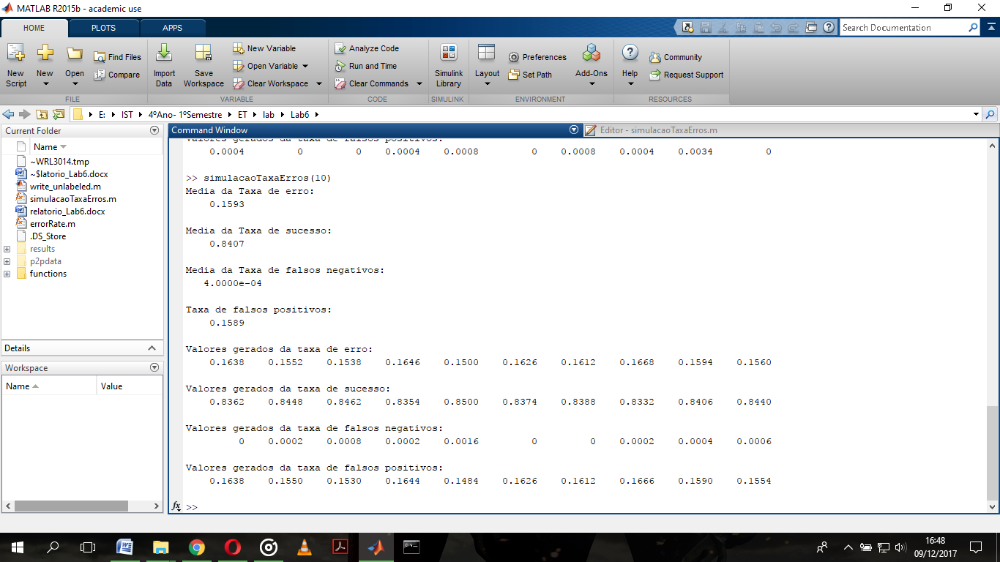 MATLAB R2015b - academic use
HOME PLOTS APPS
Search Documentation
New Script
New
Open
Find Files
Compare
FILE
Import Data
Save Workspace
New Variable
Open Variable
Clear Workspace
VARIABLE
Analyze Code
Run and Time
Clear Commands
CODE
Simulink Library
SIMULINK
Layout
Preferences
Set Path
Add-Ons
ENVIRONMENT
Help
Community
Request Support
RESOURCES
E: IST 4ºAno- 1ºSemestre ET lab Lab6
Current Folder
Name
~WRL3014.tmp
~$latorio_Lab6.docx
write_unlabeled.m
simulacaoTaxaErros.m
relatorio_Lab6.docx
errorRate.m
.DS_Store
results
p2pdata
functions
Details
Workspace
Name Value
Command Window
Editor - simulacaoTaxaErros.m
Valores gerados da taxa de falsos positivos:
0.0004 0 0 0.0004 0.0008 0 0.0008 0.0004 0.0034 0
>> simulacaoTaxaErros(10)
Media da Taxa de erro:
0.1593
Media da Taxa de sucesso:
0.8407
Media da Taxa de falsos negativos:
4.0000e-04
Taxa de falsos positivos:
0.1589
Valores gerados da taxa de erro:
0.1638 0.1552 0.1538 0.1646 0.1500 0.1626 0.1612 0.1668 0.1594 0.1560
Valores gerados da taxa de sucesso:
0.8362 0.8448 0.8462 0.8354 0.8500 0.8374 0.8388 0.8332 0.8406 0.8440
Valores gerados da taxa de falsos negativos:
0 0.0002 0.0008 0.0002 0.0016 0 0 0.0002 0.0004 0.0006
Valores gerados da taxa de falsos positivos:
0.1638 0.1550 0.1530 0.1644 0.1484 0.1626 0.1612 0.1666 0.1590 0.1554
fx >>
16:48
09/12/2017